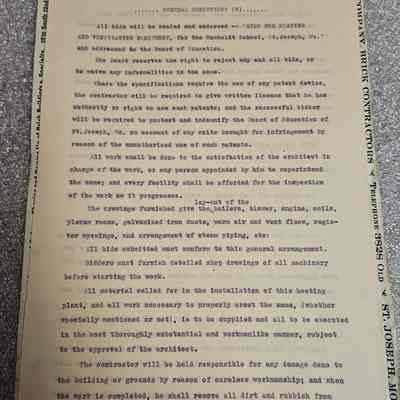 ...... GENERAL CONDITIONS (H).......
All bids will be sealed and endorsed -- "BIDS FOR HEATING
AND VENTILATING EQUIPMENT, for the Humboldt School, St.Joseph, Mo."
and addressed to the Board of Education.
The Board reserves the right to reject any and all bids, or
to waive any informalities in the same.
Where the specifications require the use of any patent device,
the contractor will be required to give written license that he has
authority or right to use such patents; and the successful bidder
will be required to protect and indemnify the Board of Education of
St.Joseph, Mo. on account of any suits brought for infringement by
reason of the unauthorized use of such patents.
All work shall be done to the satisfaction of the architect in
charge of the work, or any person appointed by him to superintend
the same; and every facility shall be afforded for the inspection
of the work as it progresses.
lay-out of the
The drawings furnished give the boilers, blower, engine, coils,
plenum rooms, galvanized iron ducts, warm air and vent flues, regis-
ter openings, and arrangement of steam piping, etc
All bids submitted must conform to this general arrangement.
Bidders must furnish detailed shop drawings of all machinery
before starting the work.
All material called for in the installation of this heating
plant, and all work necessary to properly erect the same, (whether
specially mentioned or not), is to be supplied and all to be executed
in the most thoroughly substantial and workmanlike manner, subject
to the approval of the architect.
The contractor will be held responsible for any damage done to
the building or grounds by reason of careless workmanship; and when
the work is completed, he shall remove all dirt and rubbish from
COMPANY, BRICK CONTRACTORS TELEPHONE 3828 OLD ST. JOSEPH, MO